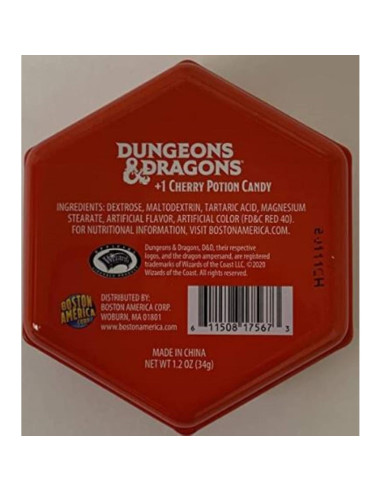 DUNGEONS
& DRAGONS®
+1 CHERRY POTION CANDY
INGREDIENTS: DEXTROSE, MALTODEXTRIN, TARTARIC ACID, MAGNESIUM
STEARATE, ARTIFICIAL FLAVOR, ARTIFICIAL COLOR (FD&C RED 40).
FOR NUTRITIONAL INFORMATION, VISIT BOSTONAMERICA.COM.
Dungeons & Dragons, D&D, their respective
logos, and the dragon ampersand, are registered
trademarks of Wizards of the Coast LLC. ©2020
Wizards of the Coast. All rights reserved.
BOSTON
AMERICA
DISTRIBUTED BY:
BOSTON AMERICA CORP.
WOBURN, MA 01801
www.bostonamerica.com
6 11508 17567 3
MADE IN CHINA
NET WT 1.2 OZ (34g)